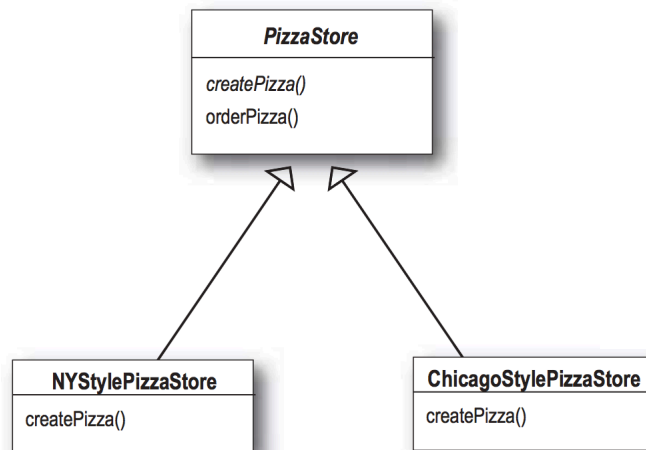 PizzaStore
createPizza()
orderPizza()
NYStylePizzaStore
createPizza()
ChicagoStylePizzaStore
createPizza()